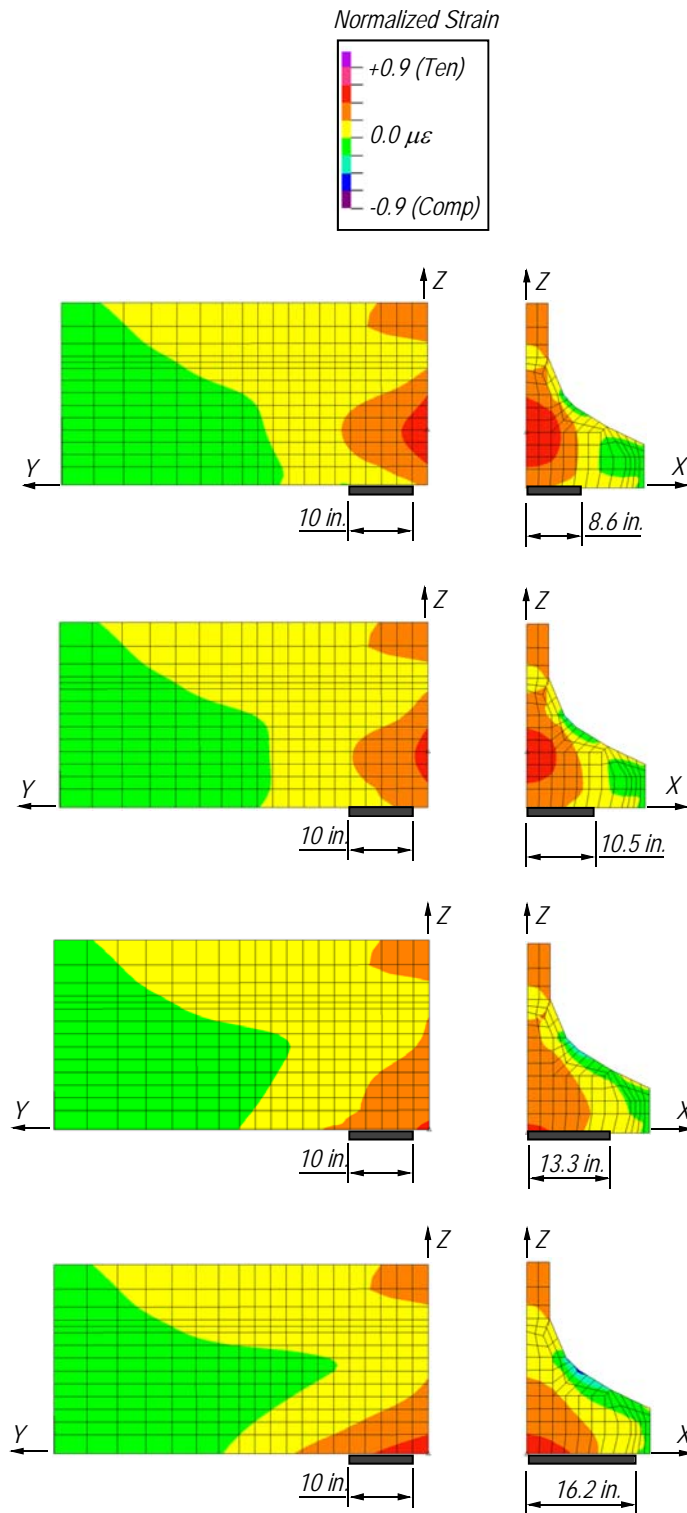 Normalized Strain
+0.9 (Ten)
0.0 με
-0.9 (Comp)
Z Z
Y X
10 in. 8.6 in.
Z Z
Y X
10 in. 10.5 in.
Z Z
Y X
10 in. 13.3 in.
Z Z
Y X
10 in. 16.2 in.